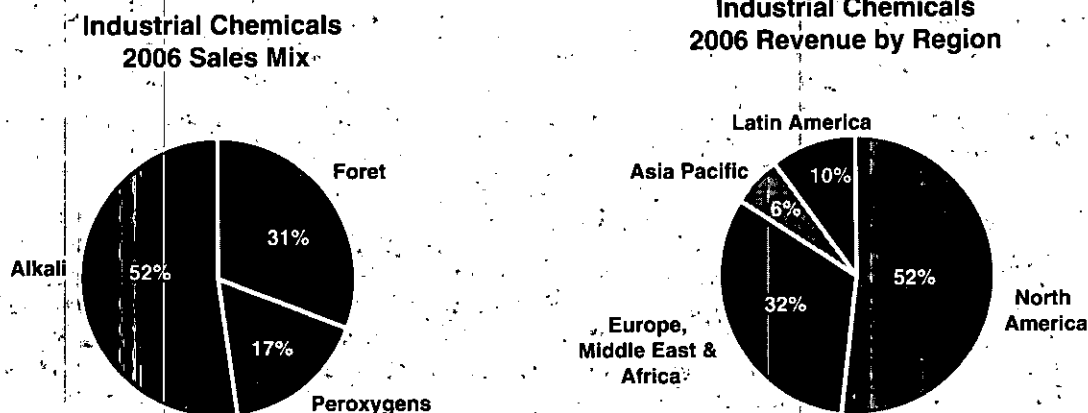 Industrial Chemicals
2006 Sales Mix
Foret
31%
Alkali
52%
17%
Peroxygens
Industrial Chemicals
2006 Revenue by Region
Latin America
Asia Pacific
10%
6%
52%
North
America
32%
Europe,
Middle East &
Africa